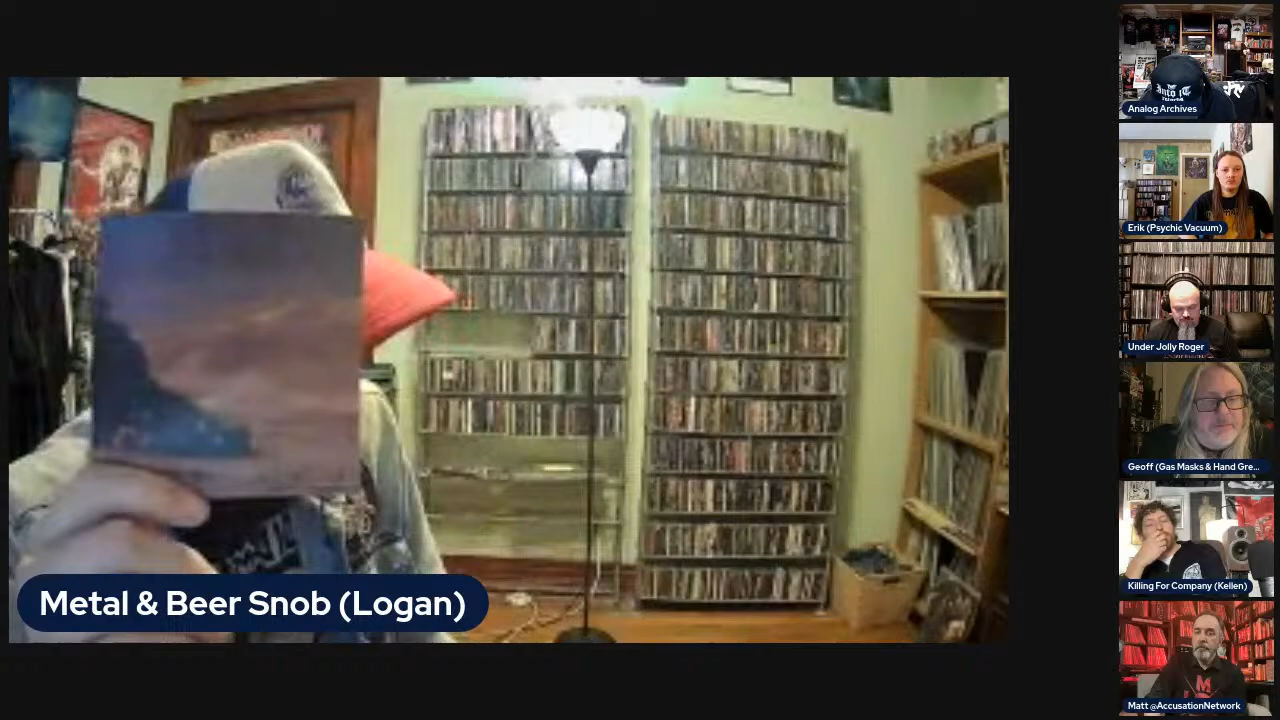 Metal & Beer Snob (Logan)
Analog Archives
Erik (Psychic Vacuum)
Under Jolly Roger
Geoff (Gas Masks & Hand Gre...
Killing For Company (Kellen)
Matt @AccusationNetwork